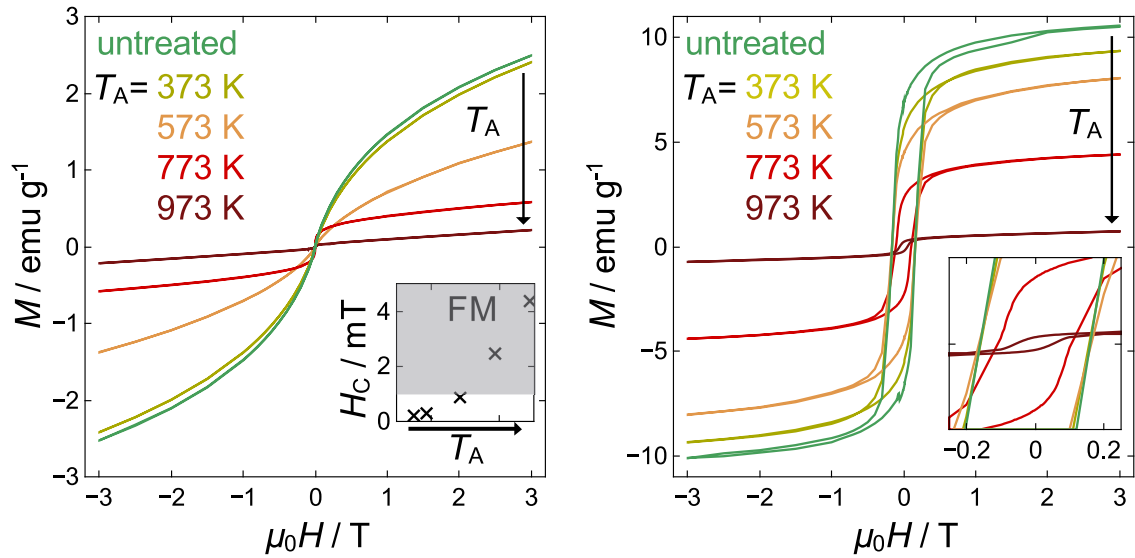 M / emu g⁻¹
3
2
1
0
−1
−2
−3
untreated
T_A = 373 K
573 K
773 K
973 K
T_A
H_C / mT
4
2
0
FM
T_A
−3 −2 −1 0 1 2 3
μ₀H / T
M / emu g⁻¹
10
5
0
−5
−10
untreated
T_A = 373 K
573 K
773 K
973 K
T_A
−0.2 0 0.2
−3 −2 −1 0 1 2 3
μ₀H / T